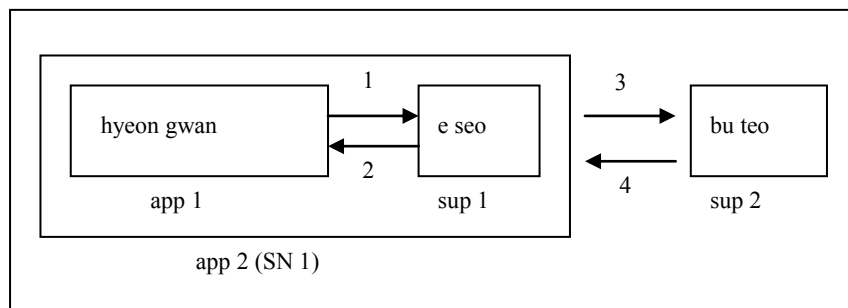 1
3
hyeon gwan
e seo
bu teo
2
4
app 1
sup 1
sup 2
app 2 (SN 1)